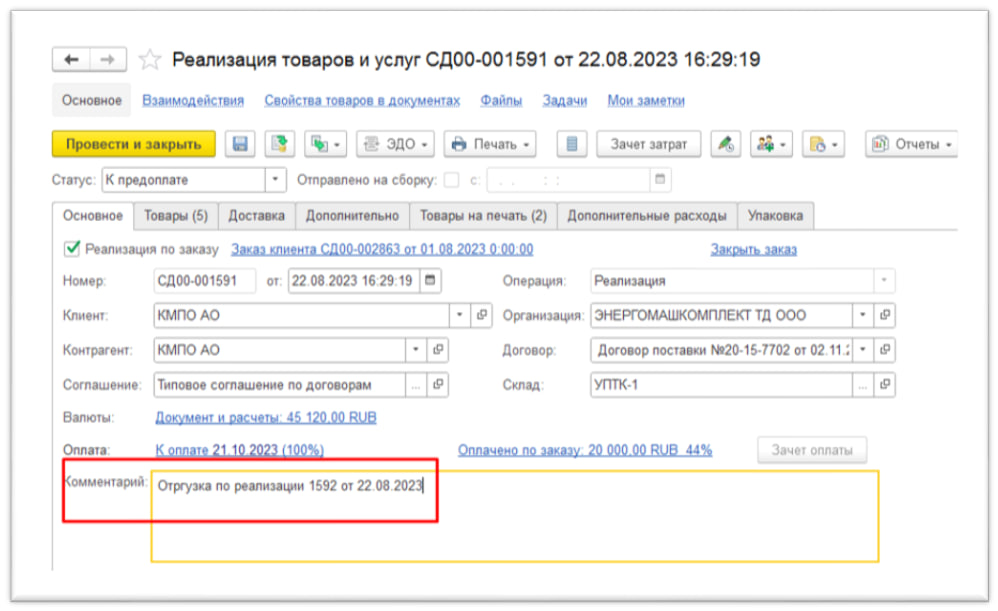 Реализация товаров и услуг СД00-001591 от 22.08.2023 16:29:19
Основное Взаимодействия Свойства товаров в документах Файлы Задачи Мои заметки
Провести и закрыть ЭДО Печать Зачет затрат Отчеты
Статус: К предоплате Отправлено на сборку: с: . . : :
Основное Товары (5) Доставка Дополнительно Товары на печать (2) Дополнительные расходы Упаковка
Реализация по заказу Заказ клиента СД00-002863 от 01.08.2023 0:00:00 Закрыть заказ
Номер: СД00-001591 от: 22.08.2023 16:29:19 Операция: Реализация
Клиент: КМПО АО Организация: ЭНЕРГОМАШКОМПЛЕКТ ТД ООО
Контрагент: КМПО АО Договор: Договор поставки №20-15-7702 от 02.11.
Соглашение: Типовое соглашение по договорам ... Склад: УПТК-1 ...
Валюты: Документ и расчеты: 45 120,00 RUB
Оплата: К оплате 21.10.2023 (100%) Оплачено по заказу: 20 000,00 RUB 44% Зачет оплаты
Комментарий: Отргузка по реализации 1592 от 22.08.2023